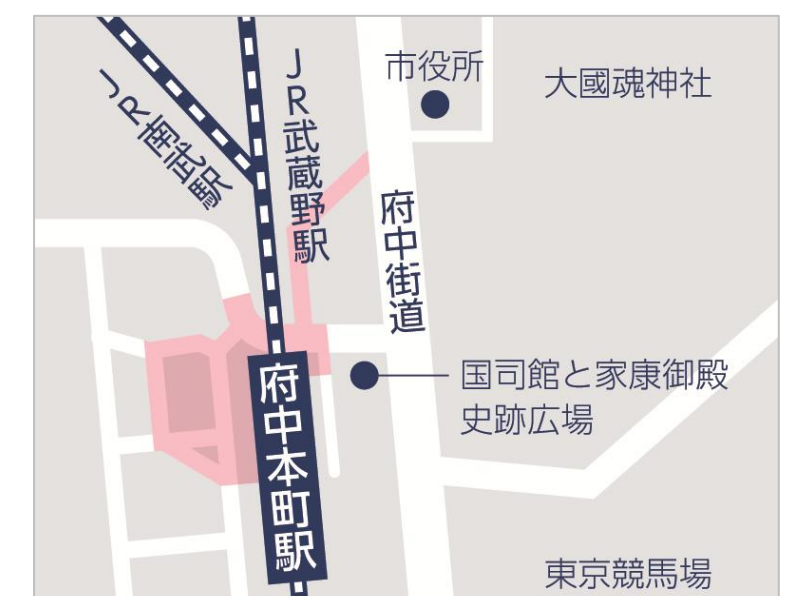 市役所
大國魂神社
JR武蔵野駅
JR南武駅
府中街道
国司館と家康御殿
史跡広場
府中本町駅
東京競馬場